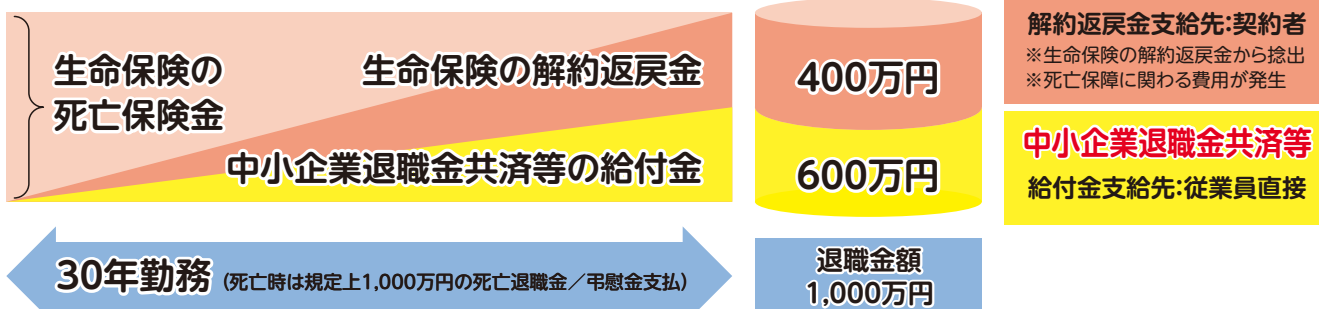 生命保険の
死亡保険金
生命保険の解約返戻金
中小企業退職金共済等の給付金
400万円
600万円
解約返戻金支給先:契約者
※生命保険の解約返戻金から捻出
※死亡保障に関わる費用が発生
中小企業退職金共済等
給付金支給先:従業員直接
30年勤務(死亡時は規定上1,000万円の死亡退職金／弔慰金支払)
退職金額
1,000万円